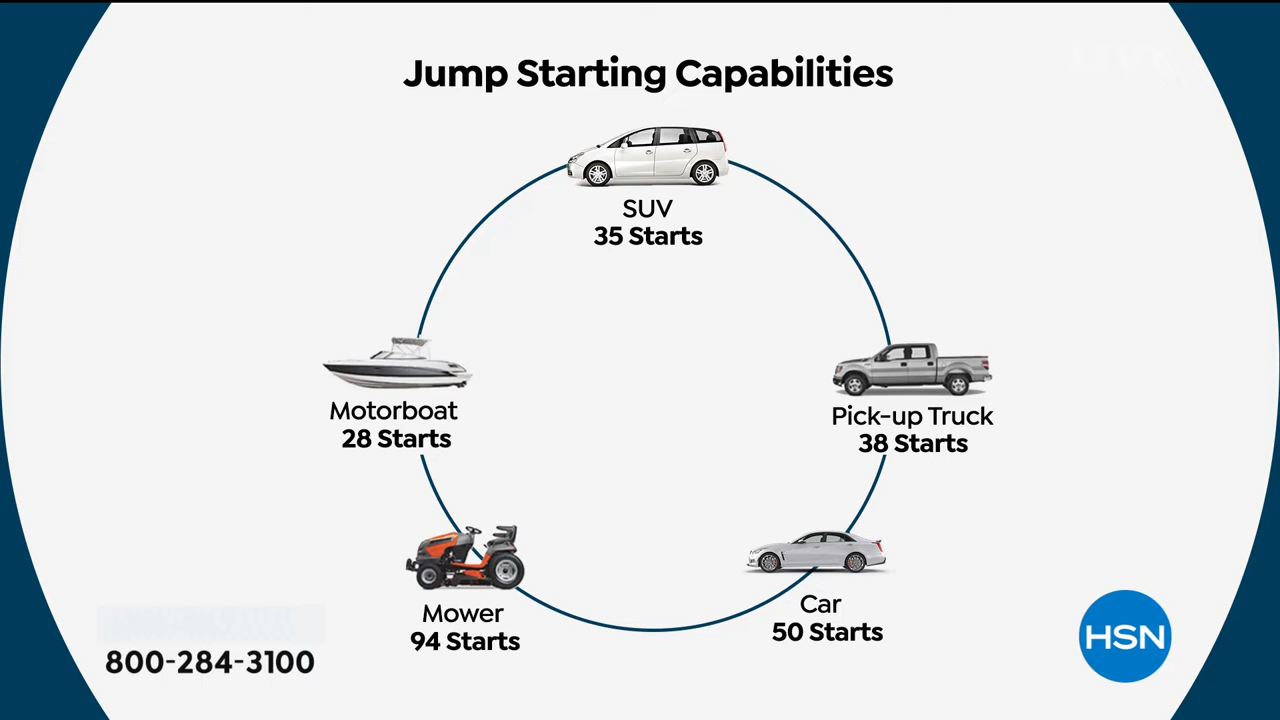 Jump Starting Capabilities
SUV
35 Starts
Motorboat
28 Starts
Pick-up Truck
38 Starts
Mower
94 Starts
Car
50 Starts
800-284-3100
HSN